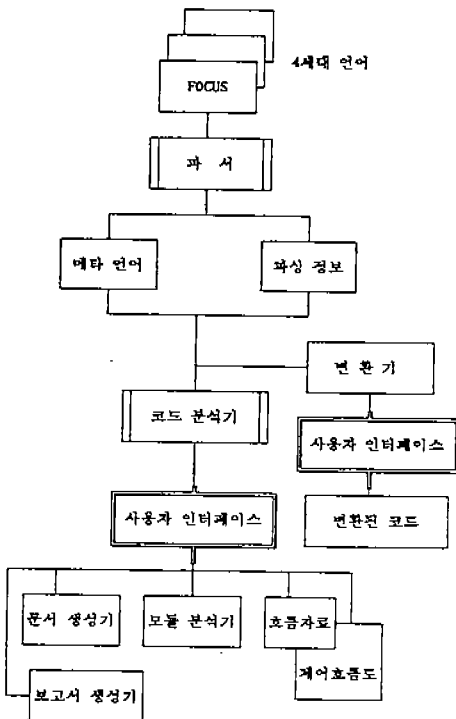 4세대 언어
FOCUS
파 서
메타 언어
파싱 정보
변 환 기
코드 분석기
사용자 인터페이스
사용자 인터페이스
변환된 코드
문서 생성기
모듈 분석기
흐름자료
제어흐름도
보고서 생성기